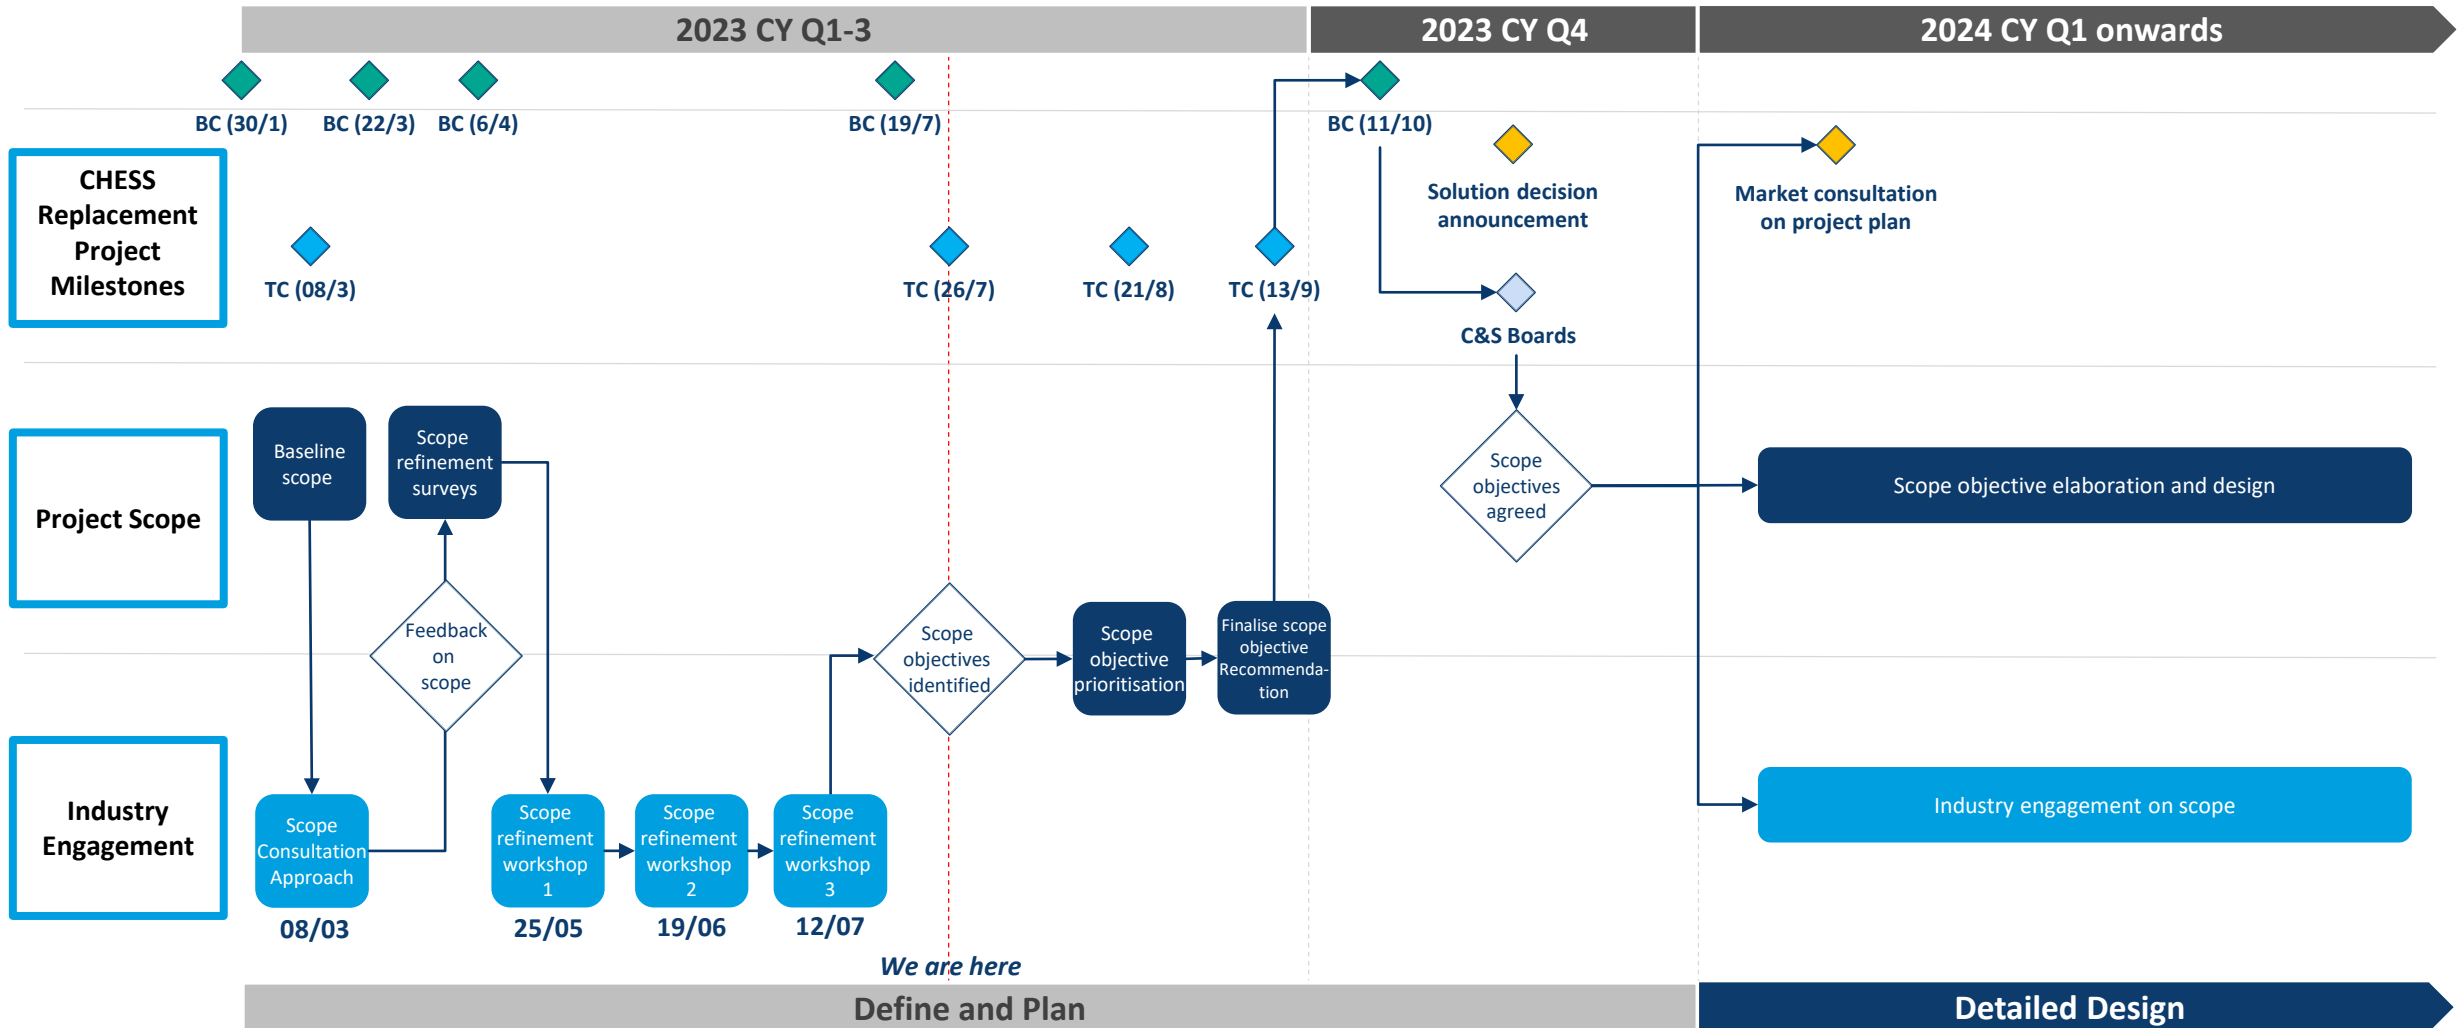 2023 CY Q1-3
2023 CY Q4
2024 CY Q1 onwards
BC (30/1)
BC (22/3)
BC (6/4)
BC (19/7)
BC (11/10)
CHESS
Replacement
Project
Milestones
Solution decision
announcement
Market consultation
on project plan
TC (08/3)
TC (26/7)
TC (21/8)
TC (13/9)
C&S Boards
Project Scope
Baseline
scope
Scope
refinement
surveys
Scope
objectives
agreed
Scope objective elaboration and design
Feedback
on
scope
Scope
objectives
identified
Scope
objective
prioritisation
Finalise scope
objective
Recommenda-
tion
Industry
Engagement
Scope
Consultation
Approach
08/03
Scope
refinement
workshop
1
25/05
Scope
refinement
workshop
2
19/06
Scope
refinement
workshop
3
12/07
Industry engagement on scope
We are here
Define and Plan
Detailed Design